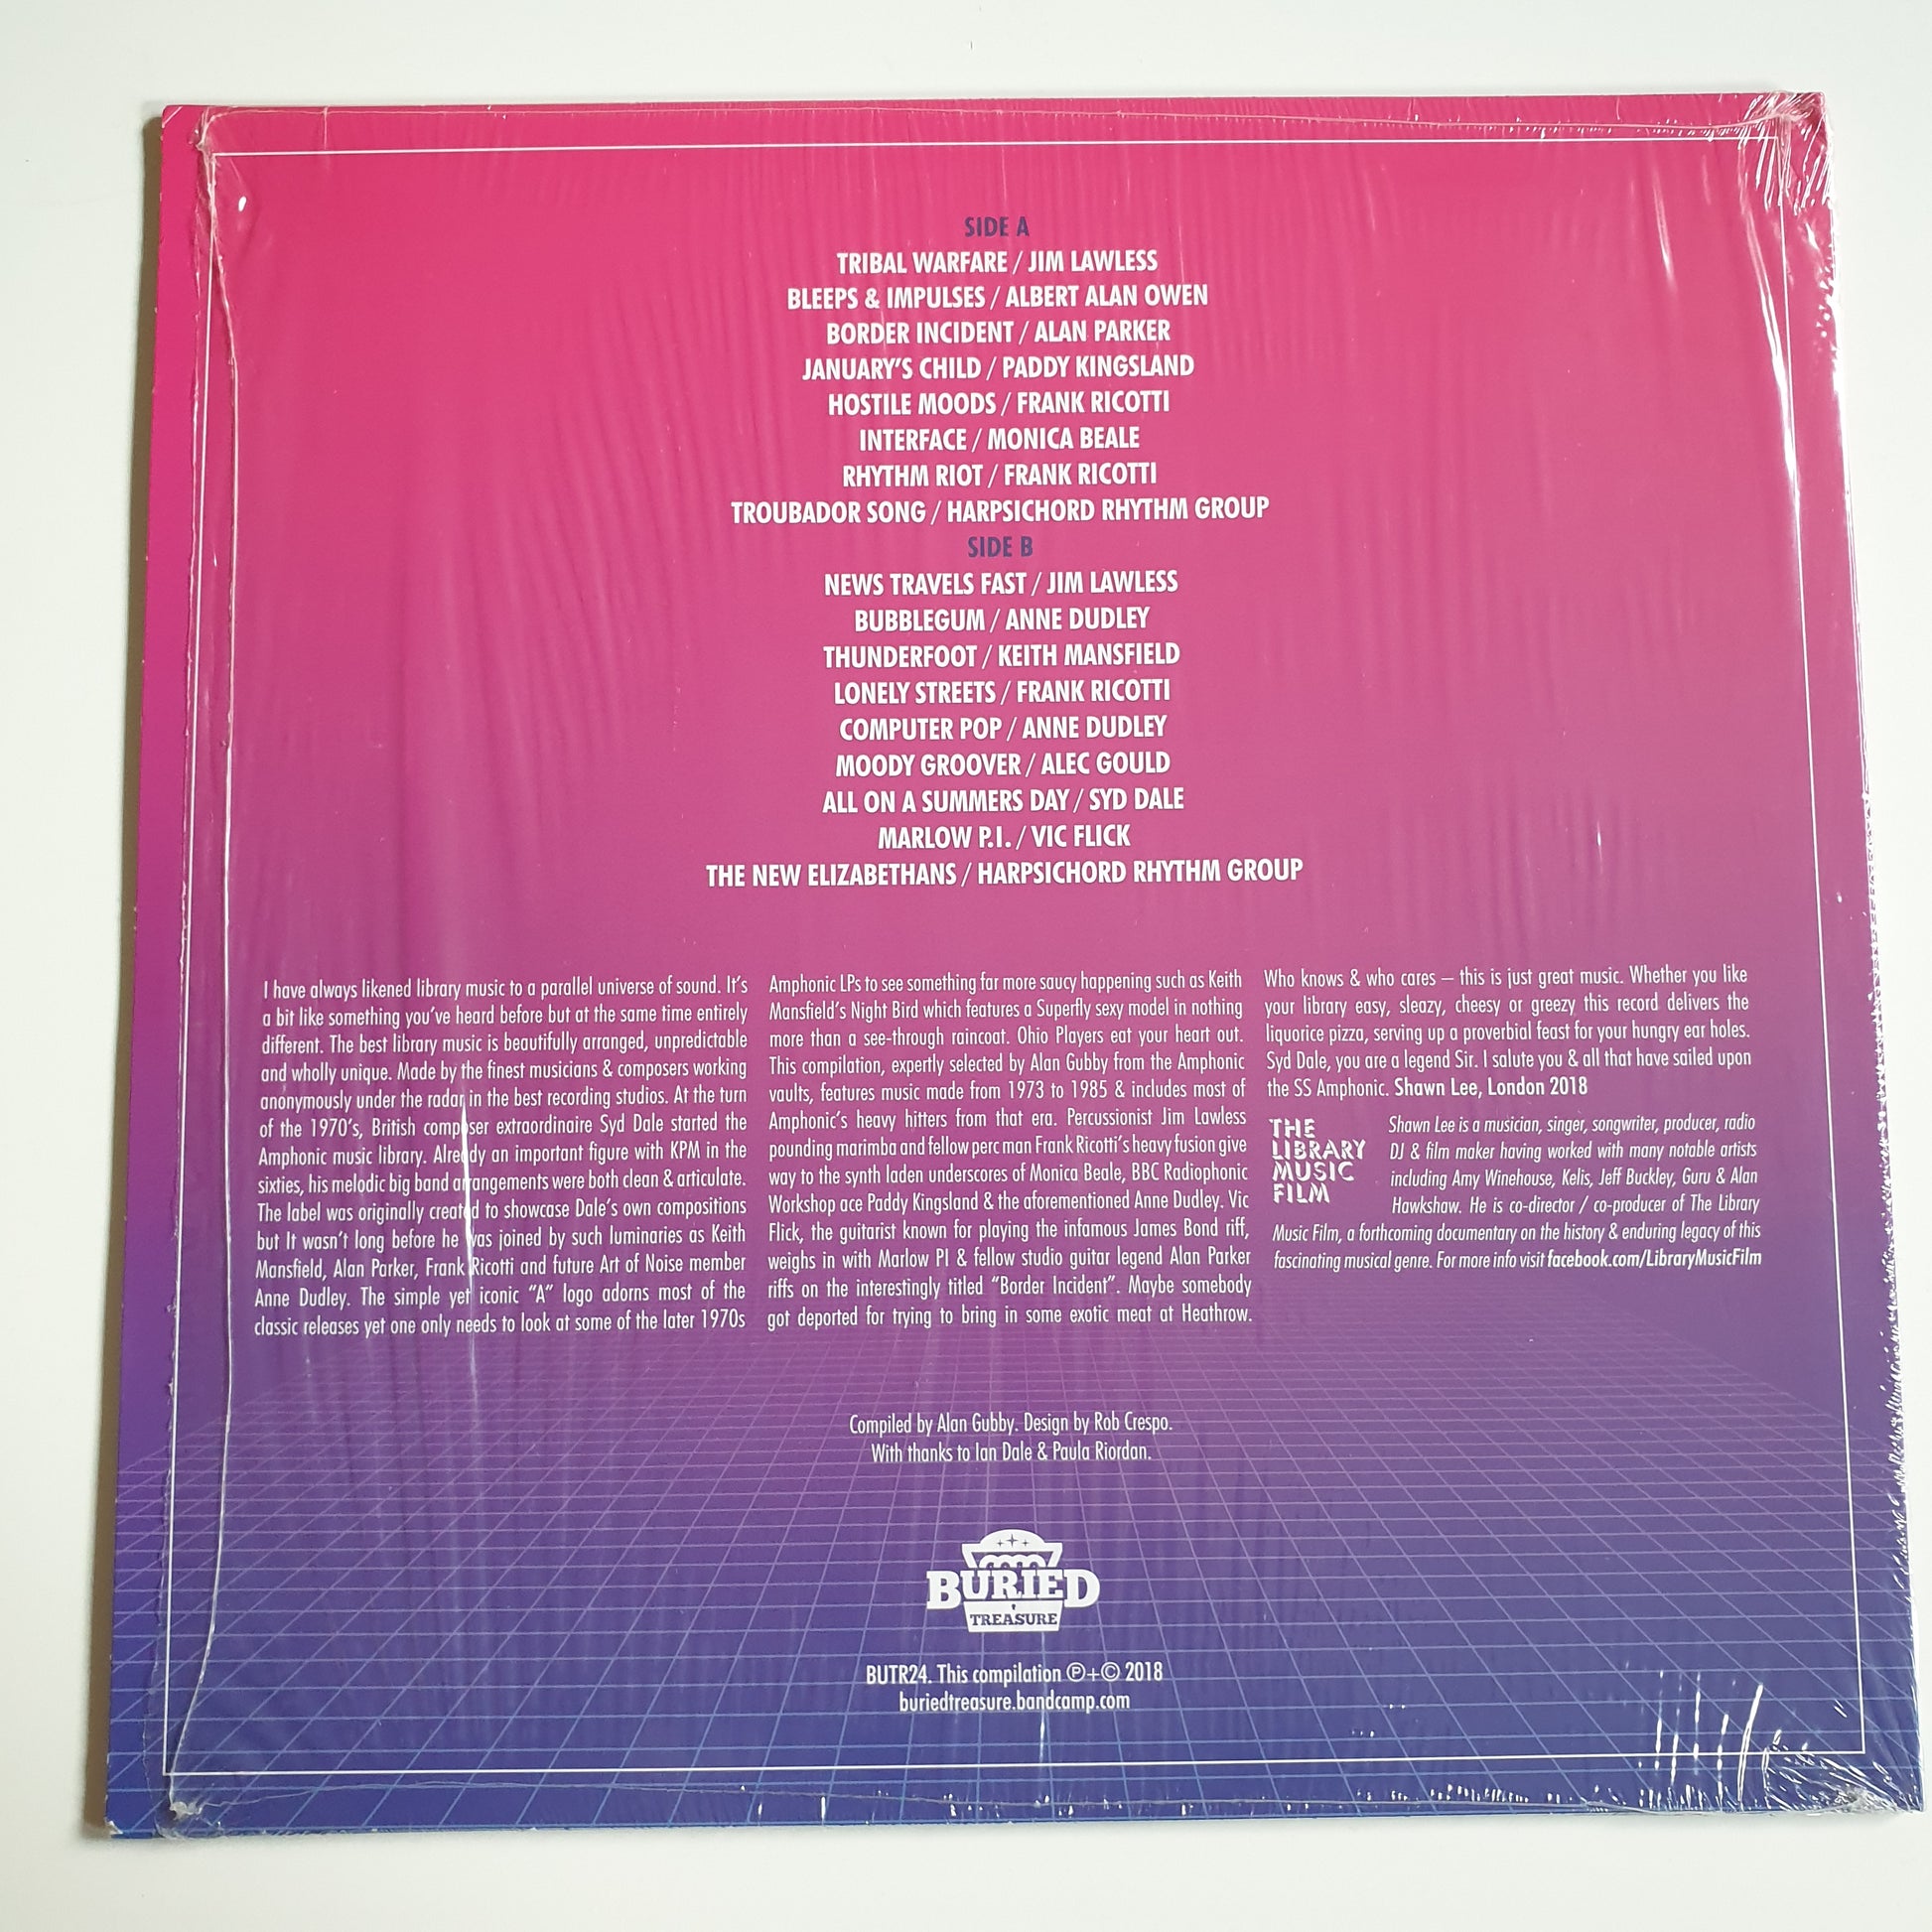 SIDE A
TRIBAL WARFARE / JIM LAWLESS
BLEEPS & IMPULSES / ALBERT ALAN OWEN
BORDER INCIDENT / ALAN PARKER
JANUARY'S CHILD / PADDY KINGSLAND
HOSTILE MOODS / FRANK RICOTTI
INTERFACE / MONICA BEALE
RHYTHM RIOT / FRANK RICOTTI
TROUBADOR SONG / HARPSICHORD RHYTHM GROUP
SIDE B
NEWS TRAVELS FAST / JIM LAWLESS
BUBBLEGUM / ANNE DUDLEY
THUNDERFOOT / KEITH MANSFIELD
LONELY STREETS / FRANK RICOTTI
COMPUTER POP / ANNE DUDLEY
MOODY GROOVER / ALEC GOULD
ALL ON A SUMMERS DAY / SYD DALE
MARLOW P.I. / VIC FLICK
THE NEW ELIZABETHANS / HARPSICHORD RHYTHM GROUP
I have always likened library music to a parallel universe of sound. It's
a bit like something you've heard before but at the same time entirely
different. The best library music is beautifully arranged, unpredictable
and wholly unique. Made by the finest musicians & composers working
anonymously under the radar in the best recording studios. At the turn
of the 1970's, British composer extraordinaire Syd Dale started the
Amphonic music library. Already an important figure with KPM in the
sixties, his melodic big band arrangements were both clean & articulate.
The label was originally created to showcase Dale's own compositions
but It wasn't long before he was joined by such luminaries as Keith
Mansfield, Alan Parker, Frank Ricotti and future Art of Noise member
Anne Dudley. The simple yet iconic “A” logo adorns most of the
classic releases yet one only needs to look at some of the later 1970s
Amphonic LPs to see something far more saucy happening such as Keith
Mansfield's Night Bird which features a Superfly sexy model in nothing
more than a see-through raincoat. Ohio Players eat your heart out.
This compilation, expertly selected by Alan Gubby from the Amphonic
vaults, features music made from 1973 to 1985 & includes most of
Amphonic's heavy hitters from that era. Percussionist Jim Lawless
pounding marimba and fellow perc man Frank Ricotti's heavy fusion give
way to the synth laden underscores of Monica Beale, BBC Radiophonic
Workshop ace Paddy Kingsland & the aforementioned Anne Dudley. Vic
Flick, the guitarist known for playing the infamous James Bond riff,
weighs in with Marlow PI & fellow studio guitar legend Alan Parker
riffs on the interestingly titled “Border Incident”. Maybe somebody
got deported for trying to bring in some exotic meat at Heathrow.
Who knows & who cares – this is just great music. Whether you like
your library easy, sleazy, cheesy or greezy this record delivers the
liquorice pizza, serving up a proverbial feast for your hungry ear holes.
Syd Dale, you are a legend Sir. I salute you & all that have sailed upon
the SS Amphonic. Shawn Lee, London 2018
THE
LIBRARY
MUSIC
FILM
Shawn Lee is a musician, singer, songwriter, producer, radio
DJ & film maker having worked with many notable artists
including Amy Winehouse, Kelis, Jeff Buckley, Guru & Alan
Hawkshaw. He is co-director / co-producer of The Library
Music Film, a forthcoming documentary on the history & enduring legacy of this
fascinating musical genre. For more info visit facebook.com/LibraryMusicFilm
Compiled by Alan Gubby. Design by Rob Crespo.
With thanks to Ian Dale & Paula Riordan.
BURIED
TREASURE
BUTR24. This compilation ℗+© 2018
buriedtreasure.bandcamp.com